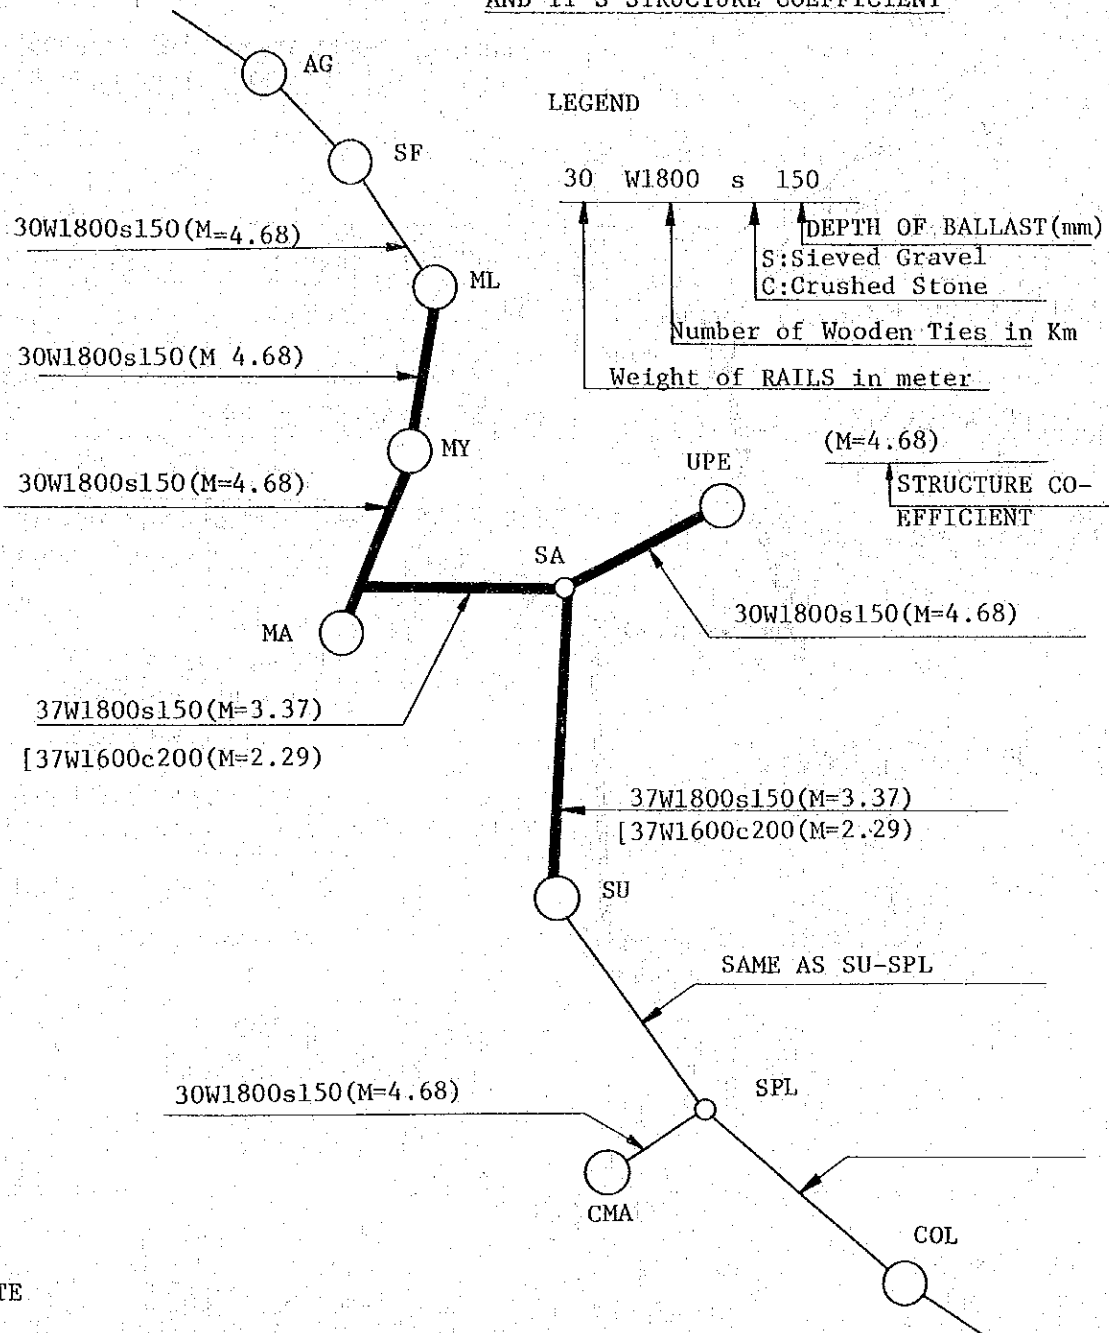 AND IT'S STRUCTURE COEFFICIENT
AG
LEGEND
SF
30 W1800 s 150
30W1800s150(M=4.68)
DEPTH OF BALLAST(mm)
S:Sieved Gravel
C:Crushed Stone
ML
Number of Wooden Ties in Km
30W1800s150(M 4.68)
Weight of RAILS in meter
MY
(M=4.68)
UPE
30W1800s150(M=4.68)
STRUCTURE CO-
EFFICIENT
SA
30W1800s150(M=4.68)
MA
37W1800s150(M=3.37)
[37W1600c200(M=2.29)
37W1800s150(M=3.37)
[37W1600c200(M=2.29)
SU
SAME AS SU-SPL
30W1800s150(M=4.68)
SPL
CMA
COL
TE